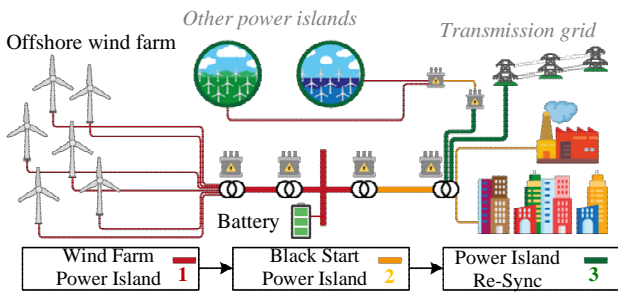 Other power islands
Transmission grid
Offshore wind farm
Battery
Wind Farm
Power Island 1
Black Start
Power Island 2
Power Island
Re-Sync 3